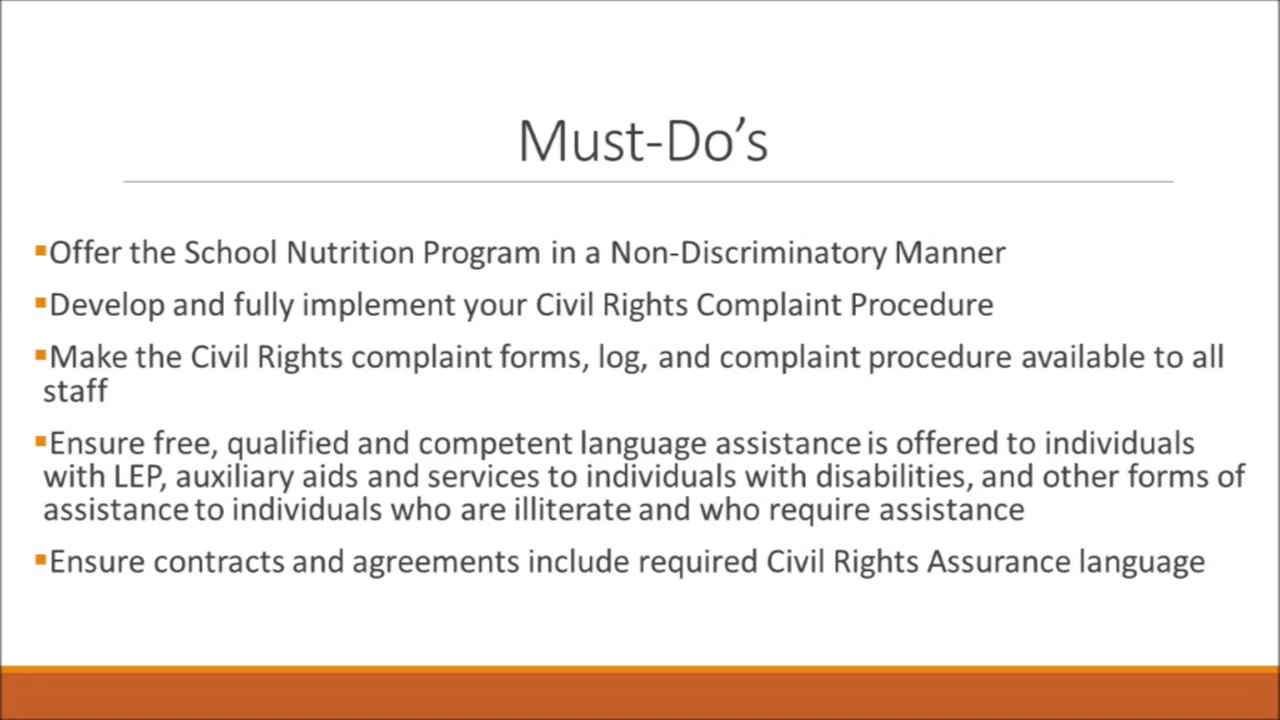 Must-Do’s
▪Offer the School Nutrition Program in a Non-Discriminatory Manner
▪Develop and fully implement your Civil Rights Complaint Procedure
▪Make the Civil Rights complaint forms, log, and complaint procedure available to all
staff
▪Ensure free, qualified and competent language assistance is offered to individuals
with LEP, auxiliary aids and services to individuals with disabilities, and other forms of
assistance to individuals who are illiterate and who require assistance
▪Ensure contracts and agreements include required Civil Rights Assurance language